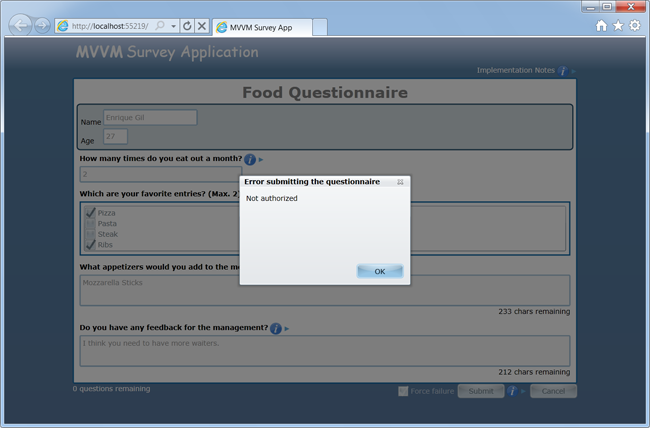 http://localhost:55219/
MVVM Survey App
MVVM Survey Application
Implementation Notes
Food Questionnaire
Name Enrique Gil
Age 27
How many times do you eat out a month?
2
Which are your favorite entries? (Max. 2)
Pizza
Pasta
Steak
Ribs
Error submitting the questionnaire
Not authorized
OK
What appetizers would you add to the me
Mozzarella Sticks
233 chars remaining
Do you have any feedback for the management?
I think you need to have more waiters.
212 chars remaining
0 questions remaining
Force failure Submit Cancel